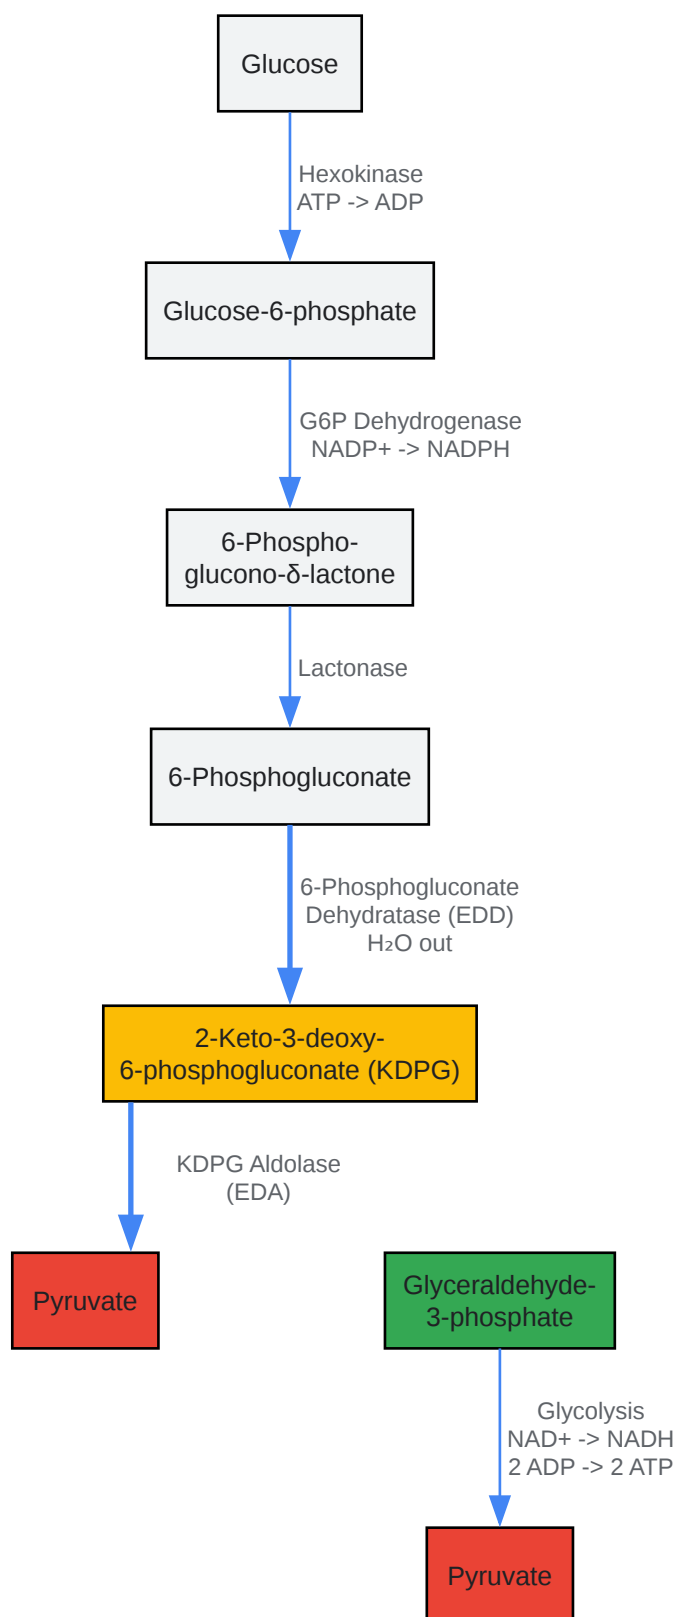 Glucose
Hexokinase
ATP -> ADP
Glucose-6-phosphate
G6P Dehydrogenase
NADP+ -> NADPH
6-Phospho-
glucono-δ-lactone
Lactonase
6-Phosphogluconate
6-Phosphogluconate
Dehydratase (EDD)
H₂O out
2-Keto-3-deoxy-
6-phosphogluconate (KDPG)
KDPG Aldolase
(EDA)
Pyruvate
Glyceraldehyde-
3-phosphate
Glycolysis
NAD+ -> NADH
2 ADP -> 2 ATP
Pyruvate